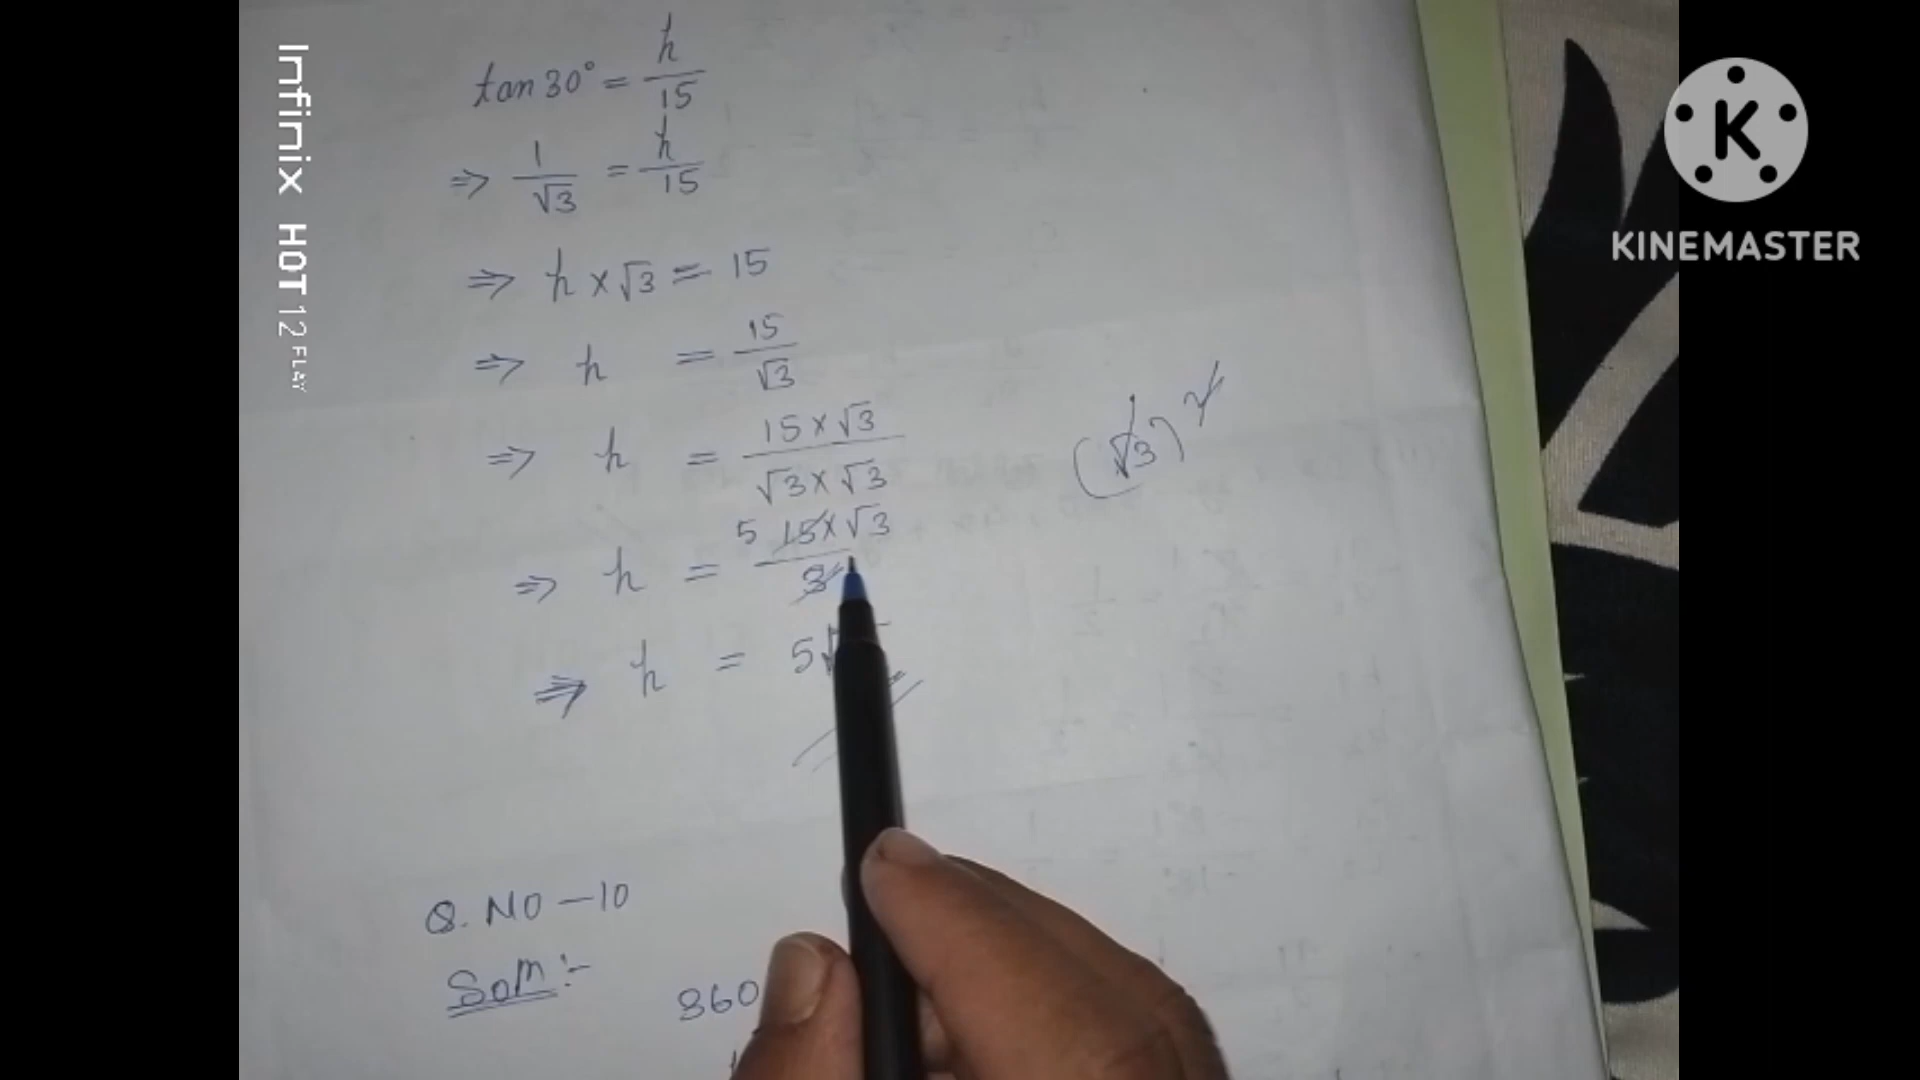 tan 30° = h/15
⇒ 1/√3 = h/15
⇒ h × √3 = 15
⇒ h = 15/√3
⇒ h = 15×√3/√3×√3
(√3)²
⇒ h = 5 15×√3/3
⇒ h = 5√
Q. NO – 10
Soln :-
360
Infinix HOT 12 PLAY
K
KINEMASTER